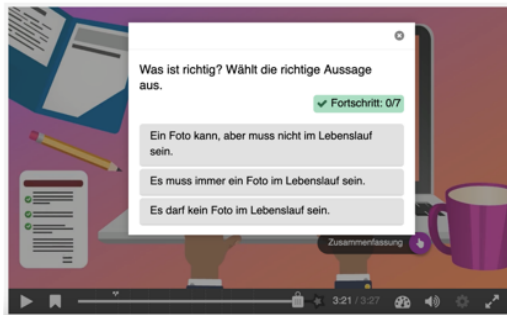 Was ist richtig? Wählt die richtige Aussage
aus.
✔ Fortschritt: 0/7
Ein Foto kann, aber muss nicht im Lebenslauf
sein.
Es muss immer ein Foto im Lebenslauf sein.
Es darf kein Foto im Lebenslauf sein.
Zusammenfassung
3:21 / 3:27